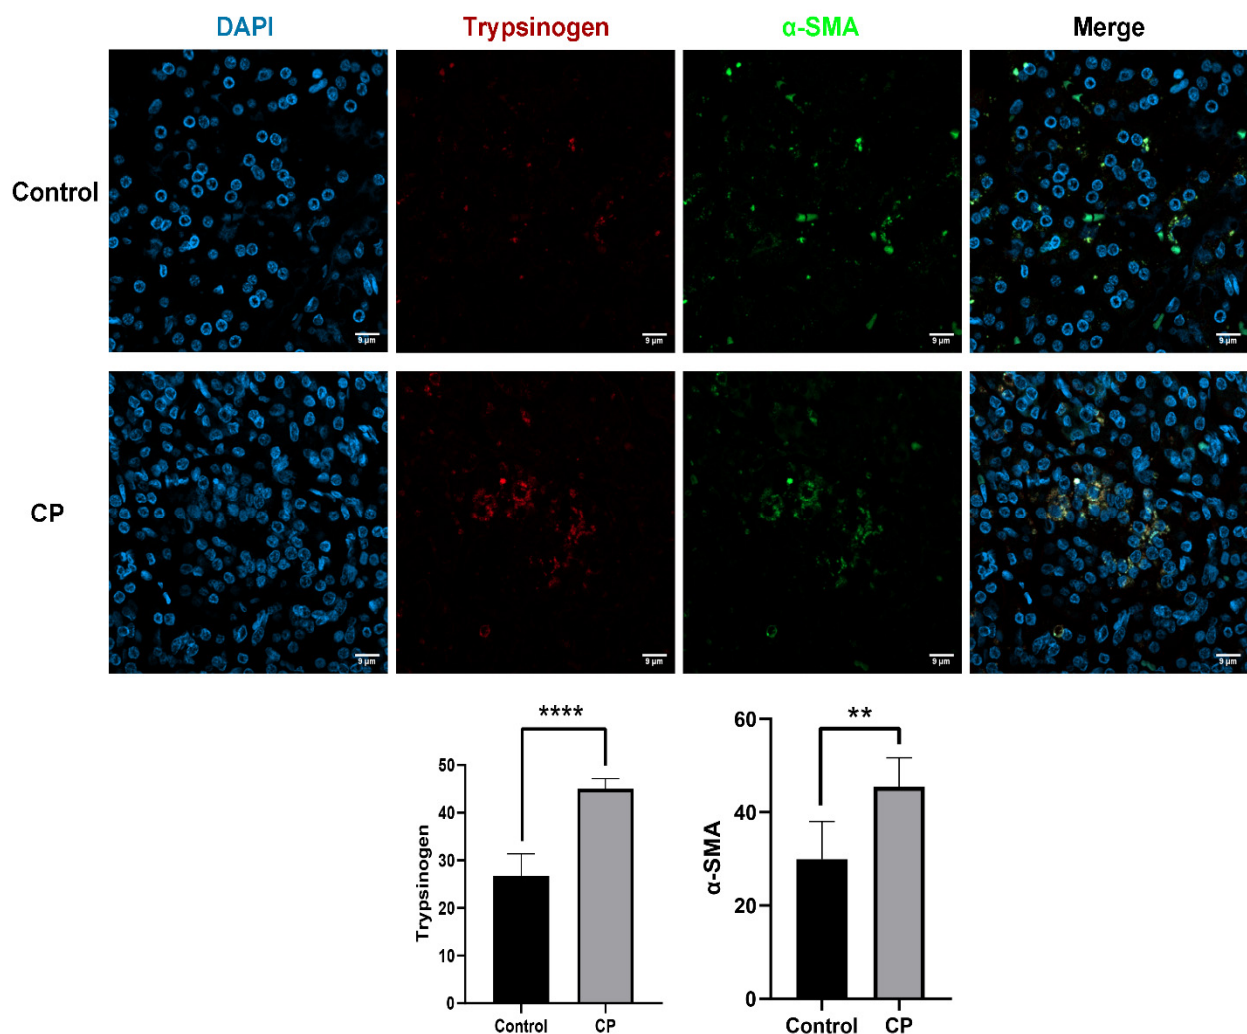 DAPI Trypsinogen α-SMA Merge
Control
9 µm 9 µm 9 µm 9 µm
CP
9 µm 9 µm 9 µm 9 µm
****
50
40
30
20
10
0
Trypsinogen
Control CP
**
60
40
20
0
α-SMA
Control CP